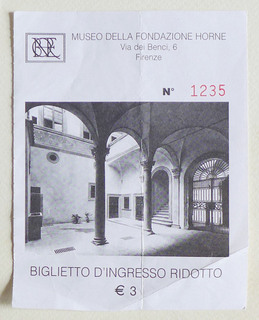 MUSEO DELLA FONDAZIONE HORNE
Via dei Benci, 6
Firenze
N° 1235
BIGLIETTO D'INGRESSO RIDOTTO
€ 3